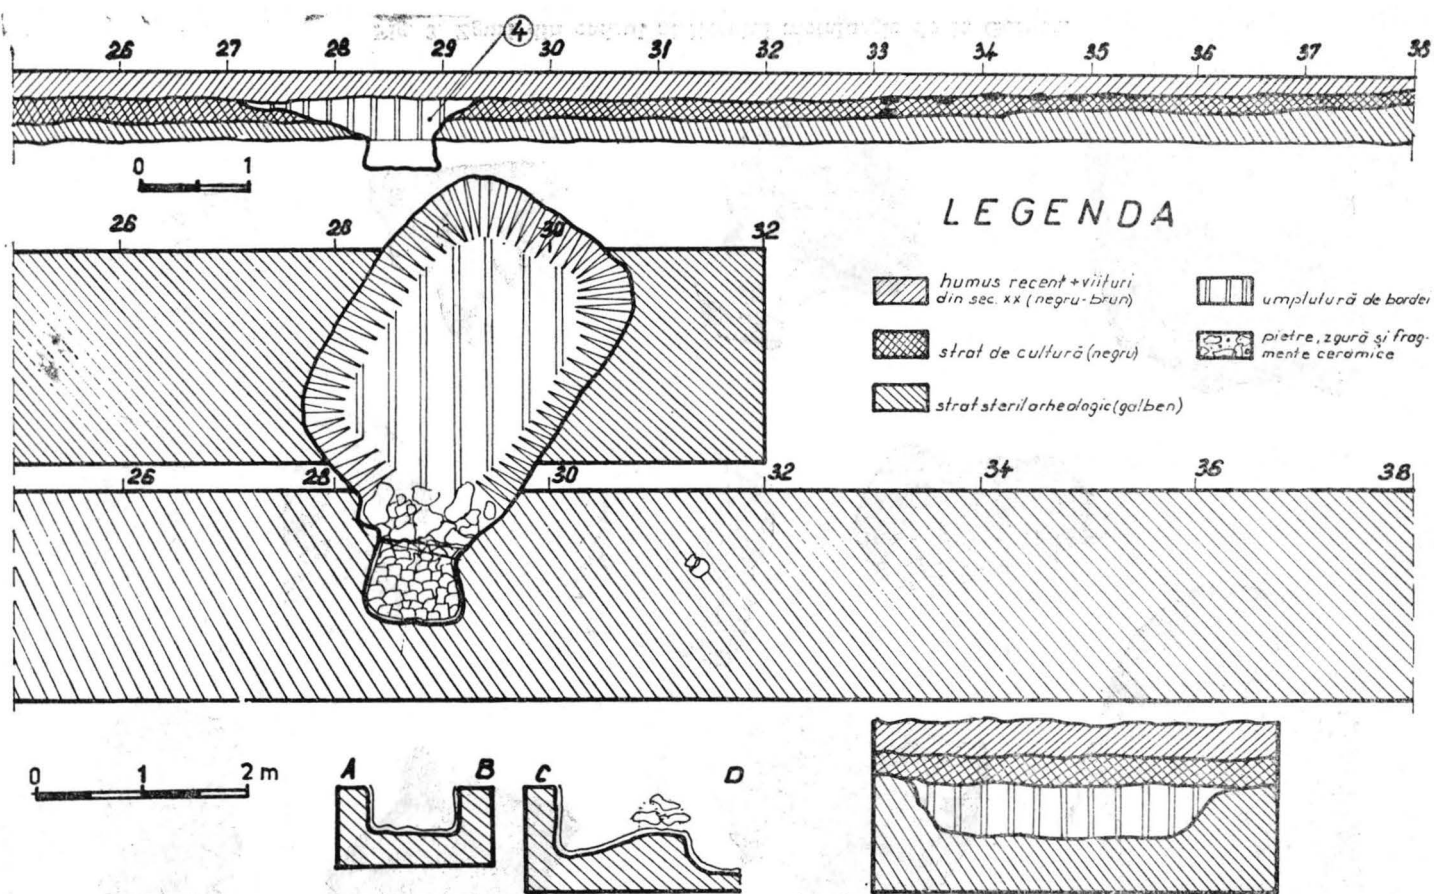 26 27 28 29 30 31 32 33 34 35 36 37 38
4
0 1
26 28 30 32
LEGENDA
humus recent + viituri
din sec. xx (negru-brun)
strat de cultură (negru)
strat steril arheologic (galben)
umplutură de bordei
pietre, zgură și frag-
mente ceramice
26 28 30 32 34 36 38
0 1 2 m
A B C D